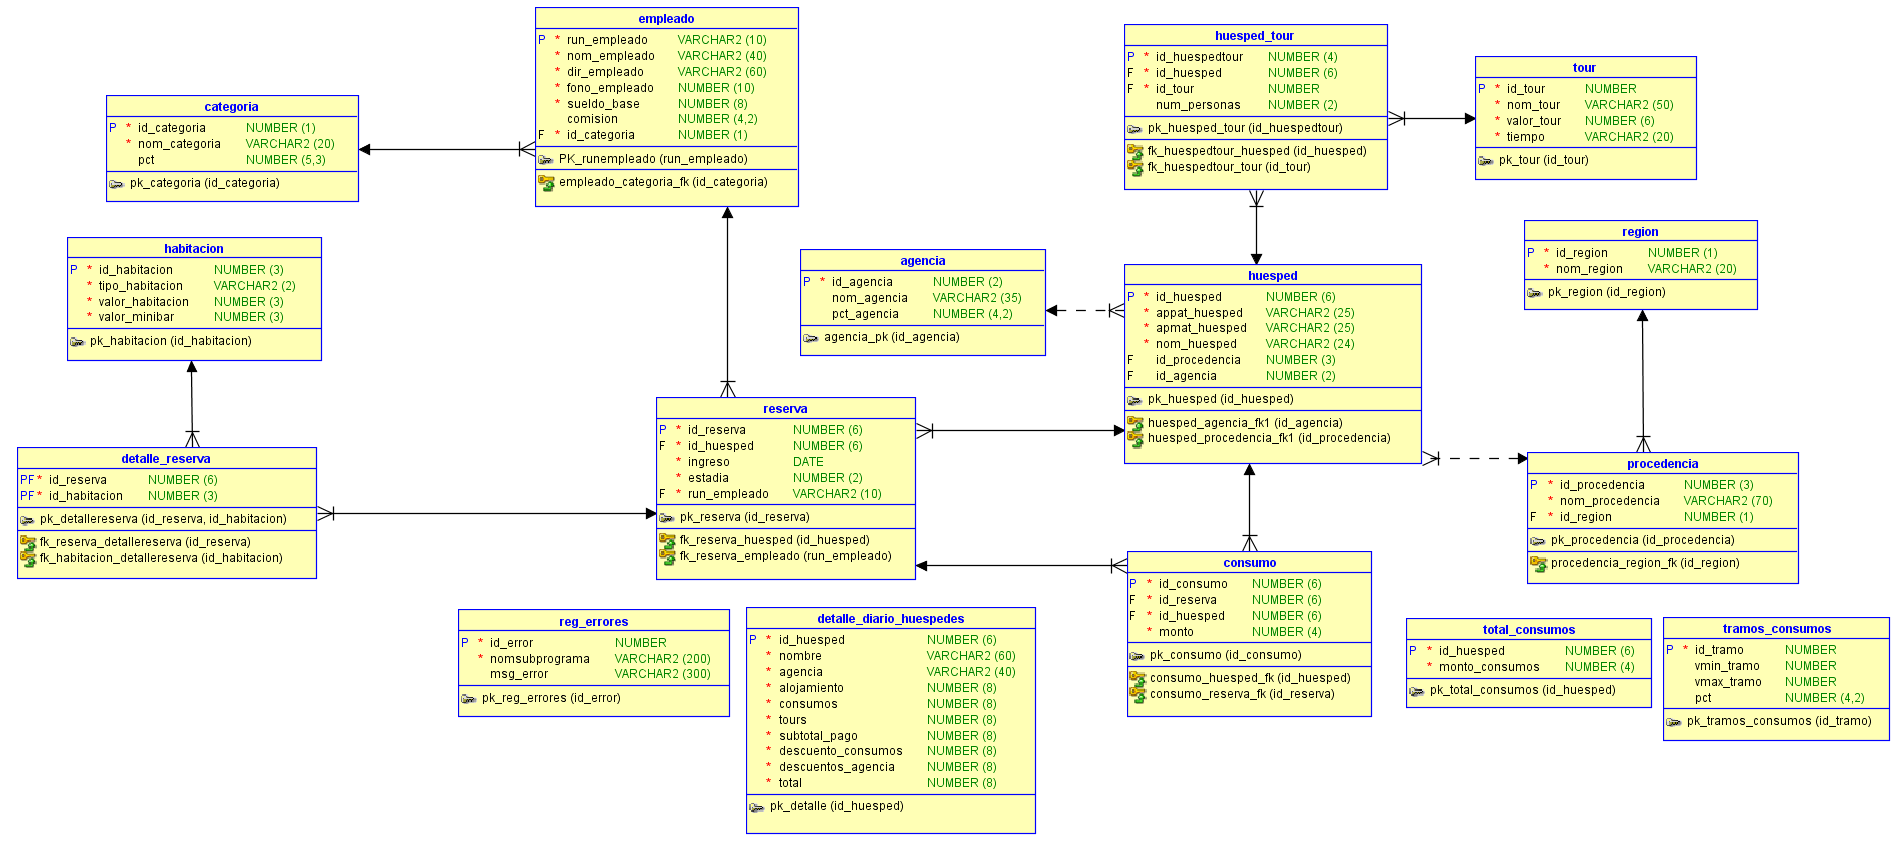 empleado
P * run_empleado VARCHAR2 (10)
* nom_empleado VARCHAR2 (40)
* dir_empleado VARCHAR2 (60)
* fono_empleado NUMBER (10)
* sueldo_base NUMBER (8)
comision NUMBER (4,2)
F * id_categoria NUMBER (1)
PK_runempleado (run_empleado)
empleado_categoria_fk (id_categoria)
huesped_tour
P * id_huespedtour NUMBER (4)
F * id_huesped NUMBER (6)
F * id_tour NUMBER
num_personas NUMBER (2)
pk_huesped_tour (id_huespedtour)
fk_huespedtour_huesped (id_huesped)
fk_huespedtour_tour (id_tour)
tour
P * id_tour NUMBER
* nom_tour VARCHAR2 (50)
* valor_tour NUMBER (6)
* tiempo VARCHAR2 (20)
pk_tour (id_tour)
categoria
P * id_categoria NUMBER (1)
* nom_categoria VARCHAR2 (20)
pct NUMBER (5,3)
pk_categoria (id_categoria)
habitacion
P * id_habitacion NUMBER (3)
* tipo_habitacion VARCHAR2 (2)
* valor_habitacion NUMBER (3)
* valor_minibar NUMBER (3)
pk_habitacion (id_habitacion)
agencia
P * id_agencia NUMBER (2)
nom_agencia VARCHAR2 (35)
pct_agencia NUMBER (4,2)
agencia_pk (id_agencia)
huesped
P * id_huesped NUMBER (6)
* appat_huesped VARCHAR2 (25)
* apmat_huesped VARCHAR2 (25)
* nom_huesped VARCHAR2 (24)
F id_procedencia NUMBER (3)
F id_agencia NUMBER (2)
pk_huesped (id_huesped)
huesped_agencia_fk1 (id_agencia)
huesped_procedencia_fk1 (id_procedencia)
region
P * id_region NUMBER (1)
* nom_region VARCHAR2 (20)
pk_region (id_region)
detalle_reserva
PF * id_reserva NUMBER (6)
PF * id_habitacion NUMBER (3)
pk_detallereserva (id_reserva, id_habitacion)
fk_reserva_detallereserva (id_reserva)
fk_habitacion_detallereserva (id_habitacion)
reserva
P * id_reserva NUMBER (6)
F * id_huesped NUMBER (6)
* ingreso DATE
* estadia NUMBER (2)
F * run_empleado VARCHAR2 (10)
pk_reserva (id_reserva)
fk_reserva_huesped (id_huesped)
fk_reserva_empleado (run_empleado)
procedencia
P * id_procedencia NUMBER (3)
* nom_procedencia VARCHAR2 (70)
F * id_region NUMBER (1)
pk_procedencia (id_procedencia)
procedencia_region_fk (id_region)
consumo
P * id_consumo NUMBER (6)
F * id_reserva NUMBER (6)
F * id_huesped NUMBER (6)
* monto NUMBER (4)
pk_consumo (id_consumo)
consumo_huesped_fk (id_huesped)
consumo_reserva_fk (id_reserva)
reg_errores
P * id_error NUMBER
* nomsubprograma VARCHAR2 (200)
msg_error VARCHAR2 (300)
pk_reg_errores (id_error)
detalle_diario_huespedes
P * id_huesped NUMBER (6)
* nombre VARCHAR2 (60)
* agencia VARCHAR2 (40)
* alojamiento NUMBER (8)
* consumos NUMBER (8)
* tours NUMBER (8)
* subtotal_pago NUMBER (8)
* descuento_consumos NUMBER (8)
* descuentos_agencia NUMBER (8)
* total NUMBER (8)
pk_detalle (id_huesped)
total_consumos
P * id_huesped NUMBER (6)
* monto_consumos NUMBER (4)
pk_total_consumos (id_huesped)
tramos_consumos
P * id_tramo NUMBER
vmin_tramo NUMBER
vmax_tramo NUMBER
pct NUMBER (4,2)
pk_tramos_consumos (id_tramo)